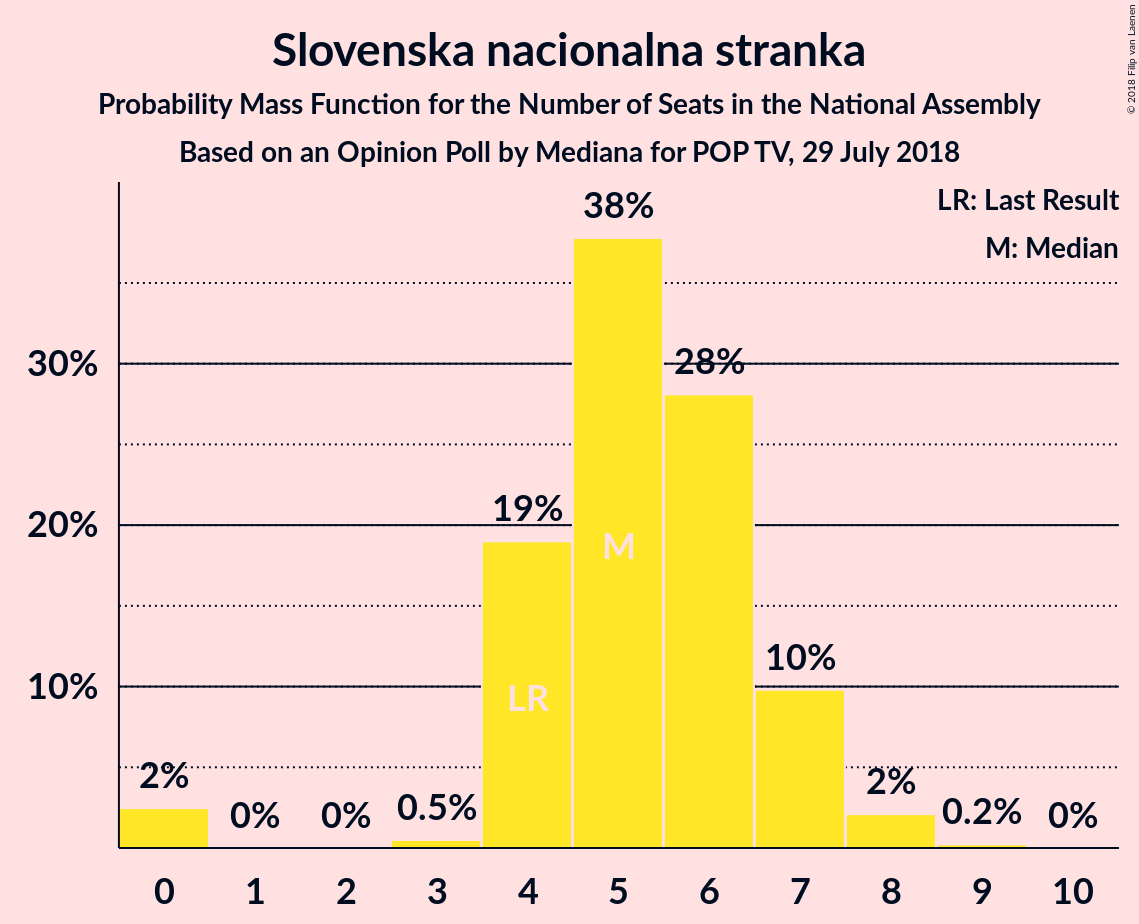 Slovenska nacionalna stranka
Probability Mass Function for the Number of Seats in the National Assembly
Based on an Opinion Poll by Mediana for POP TV, 29 July 2018
© 2018 Filip van Laenen
LR: Last Result
M: Median
38%
30%
28%
20%
19%
M
10%
10%
LR
2%
0%
0%
0.5%
2%
0.2%
0%
0 1 2 3 4 5 6 7 8 9 10